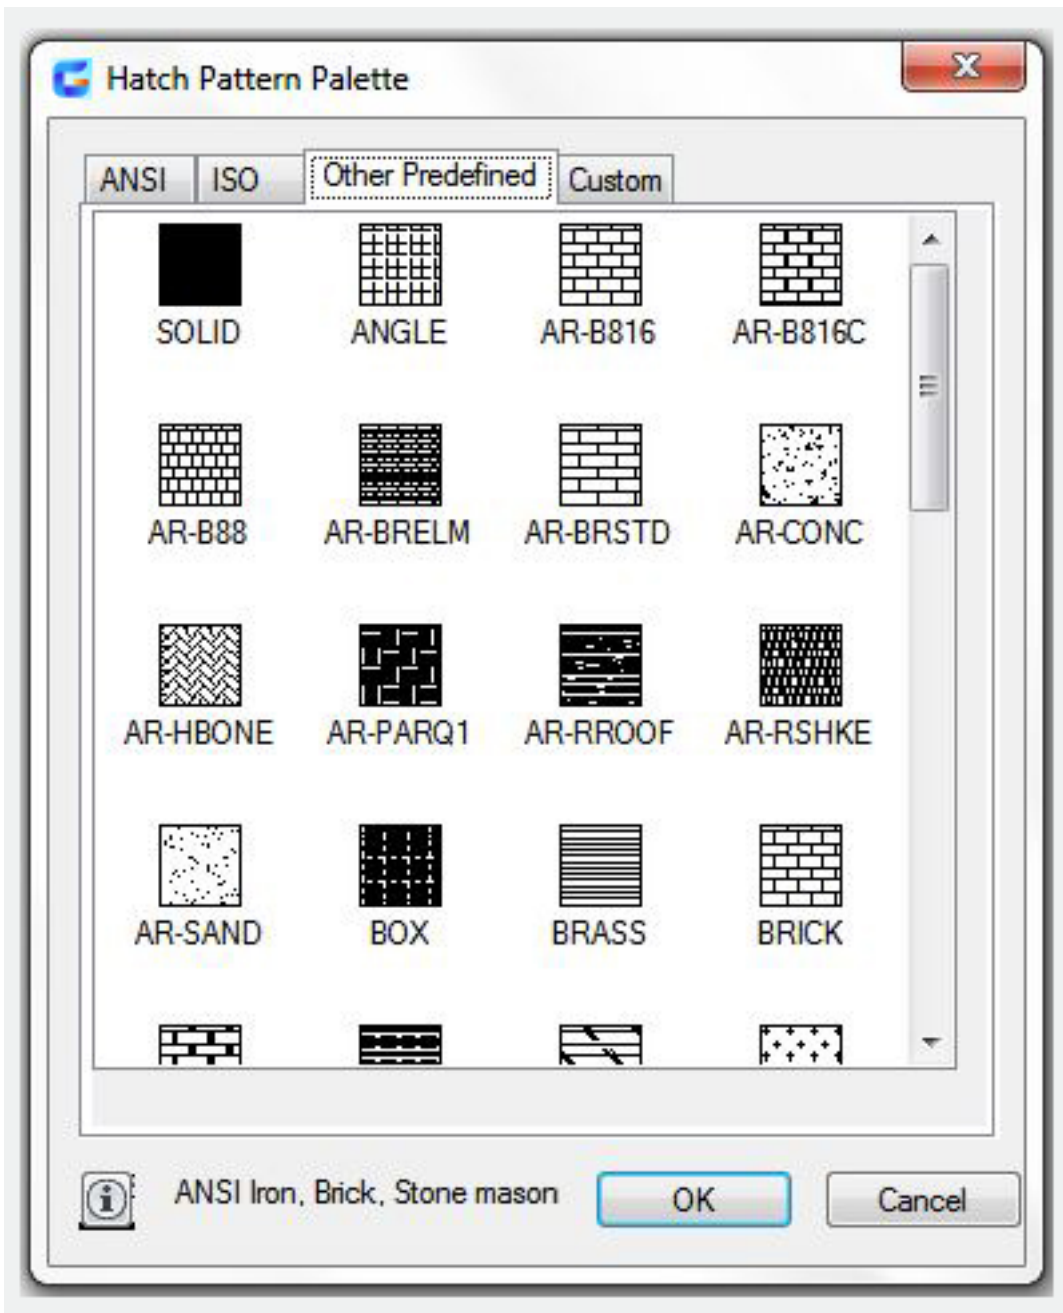 Hatch Pattern Palette
ANSI ISO Other Predefined Custom
SOLID ANGLE AR-B816 AR-B816C
AR-B88 AR-BRELM AR-BRSTD AR-CONC
AR-HBONE AR-PARQ1 AR-RROOF AR-RSHKE
AR-SAND BOX BRASS BRICK
ANSI Iron, Brick, Stone mason OK Cancel